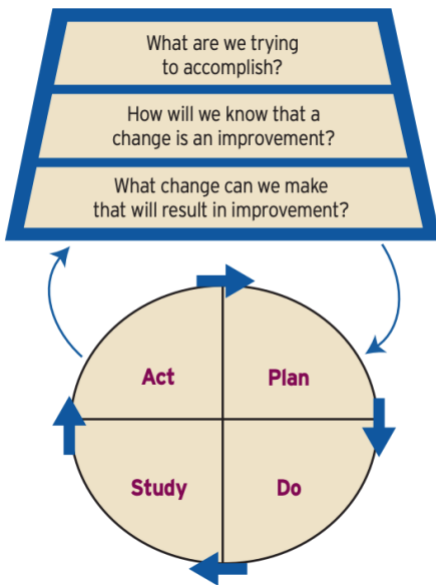 What are we trying
to accomplish?
How will we know that a
change is an improvement?
What change can we make
that will result in improvement?
Act
Plan
Study
Do